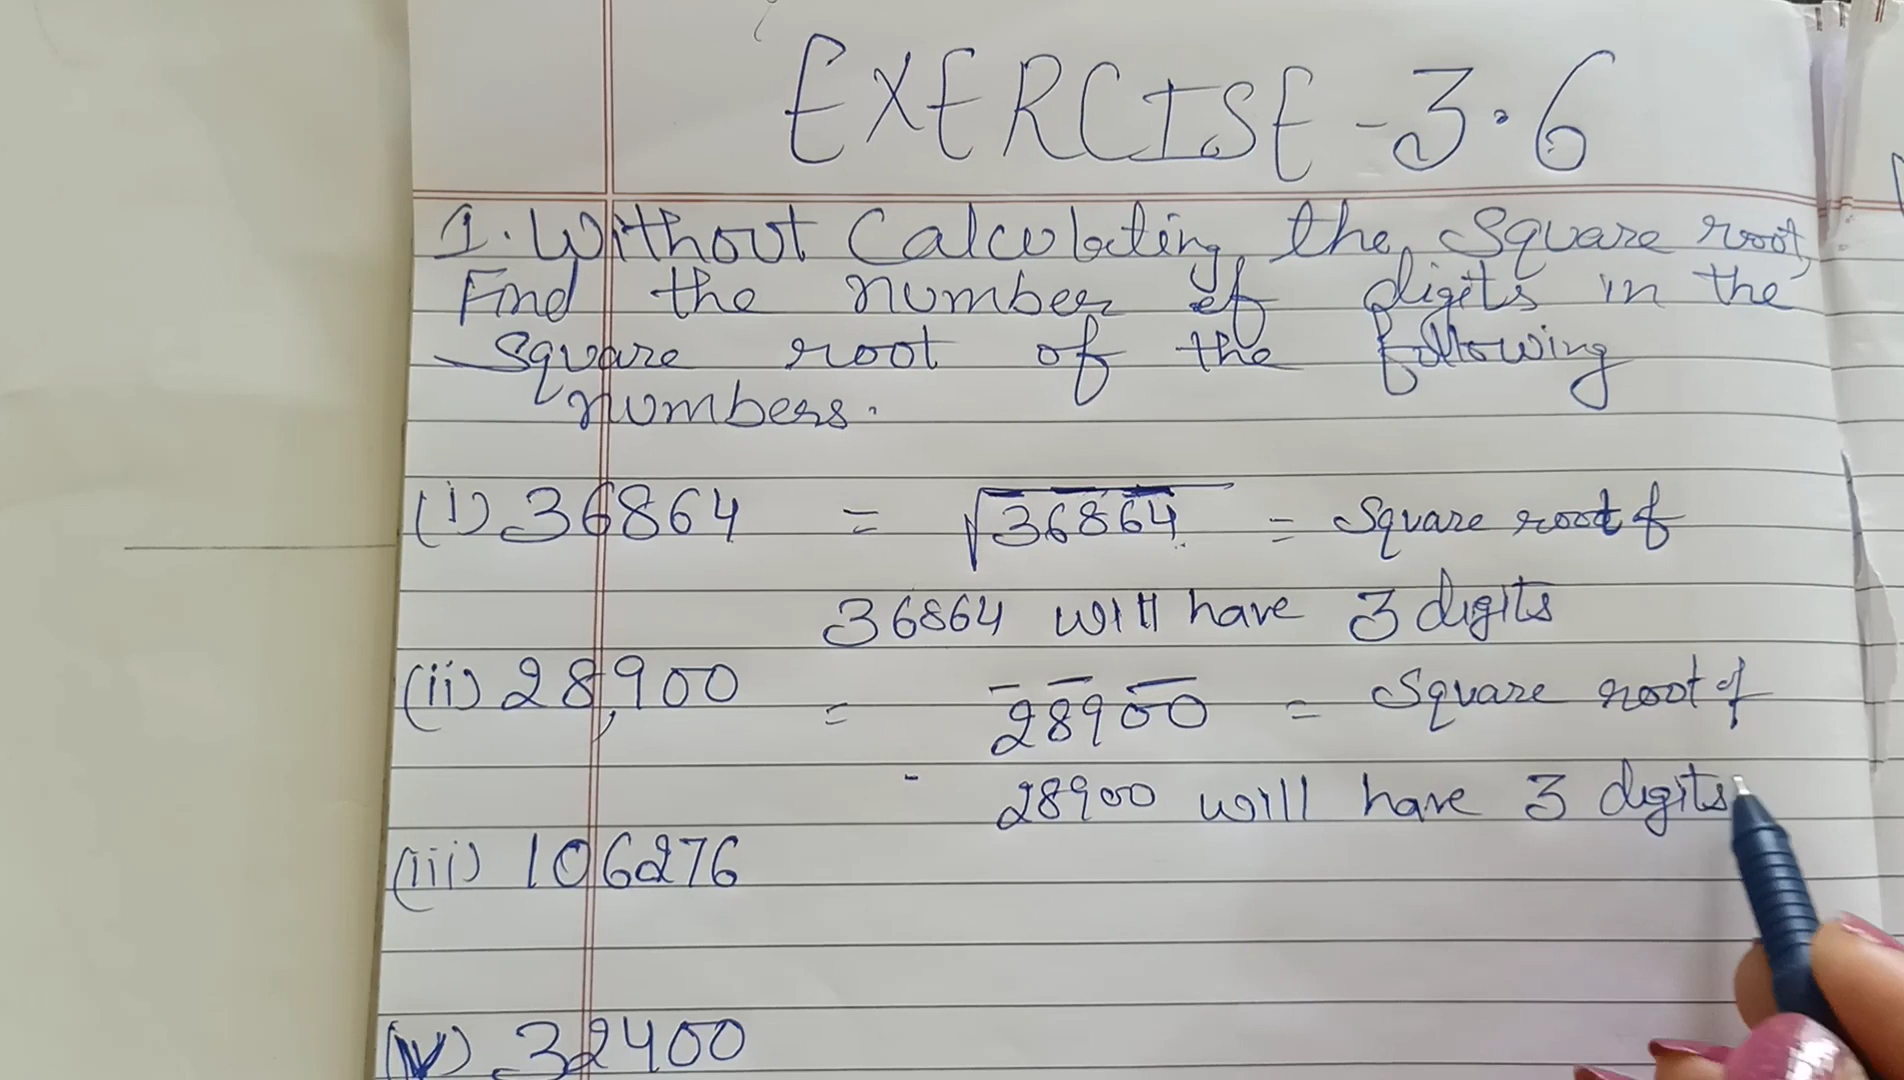 EXERCISE - 3.6
1. Without Calculating the Square root,
Find the number of digits in the
Square root of the following
numbers.
(i) 36864 = √36864 = Square root of
36864 will have 3 digits
(ii) 28,900 = 28900 = Square root of
28900 will have 3 digits
(iii) 106276
(iv) 32400